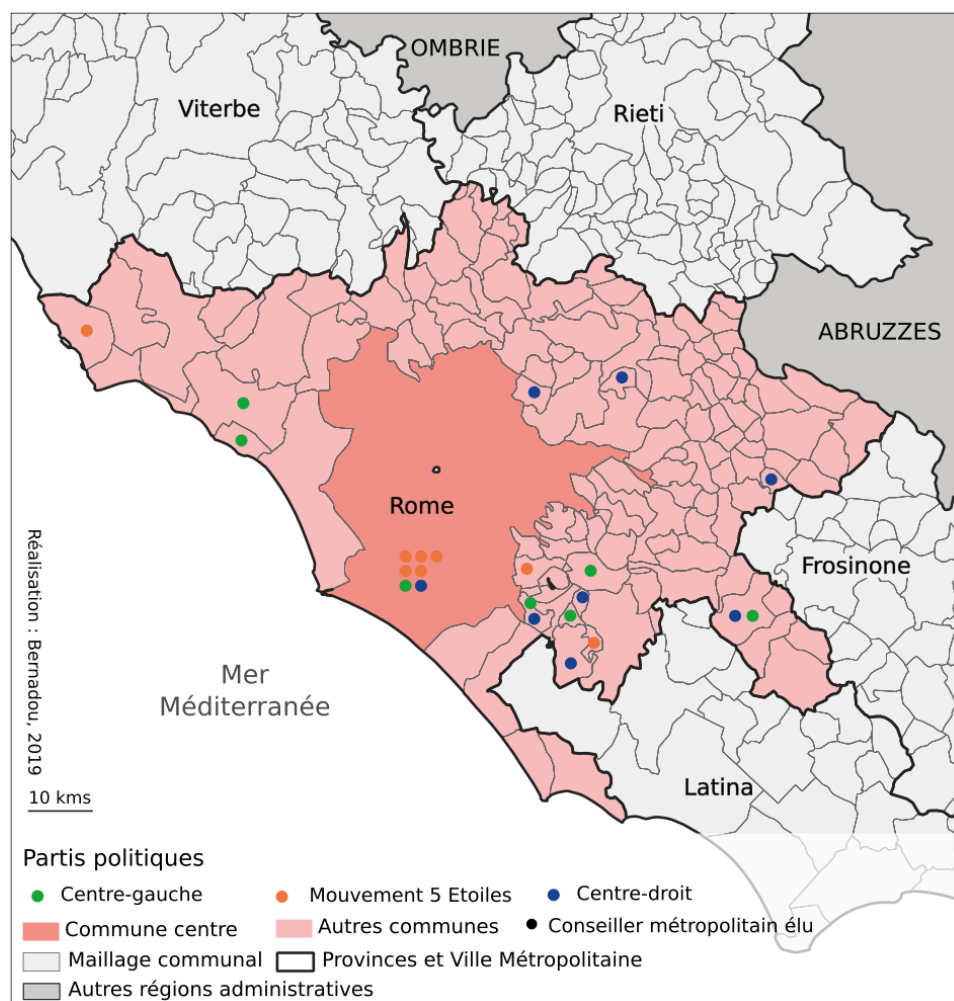 OMBRIE
Viterbe
Rieti
ABRUZZES
Rome
Frosinone
Mer
Méditerranée
Latina
Réalisation : Bernadou, 2019
10 kms
Partis politiques
Centre-gauche
Mouvement 5 Etoiles
Centre-droit
Commune centre
Autres communes
Conseiller métropolitain élu
Maillage communal
Provinces et Ville Métropolitaine
Autres régions administratives